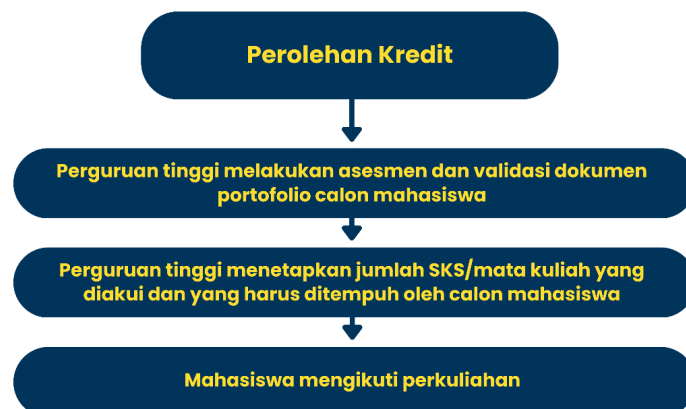 Perolehan Kredit
Perguruan tinggi melakukan asesmen dan validasi dokumen
portofolio calon mahasiswa
Perguruan tinggi menetapkan jumlah SKS/mata kuliah yang
diakui dan yang harus ditempuh oleh calon mahasiswa
Mahasiswa mengikuti perkuliahan